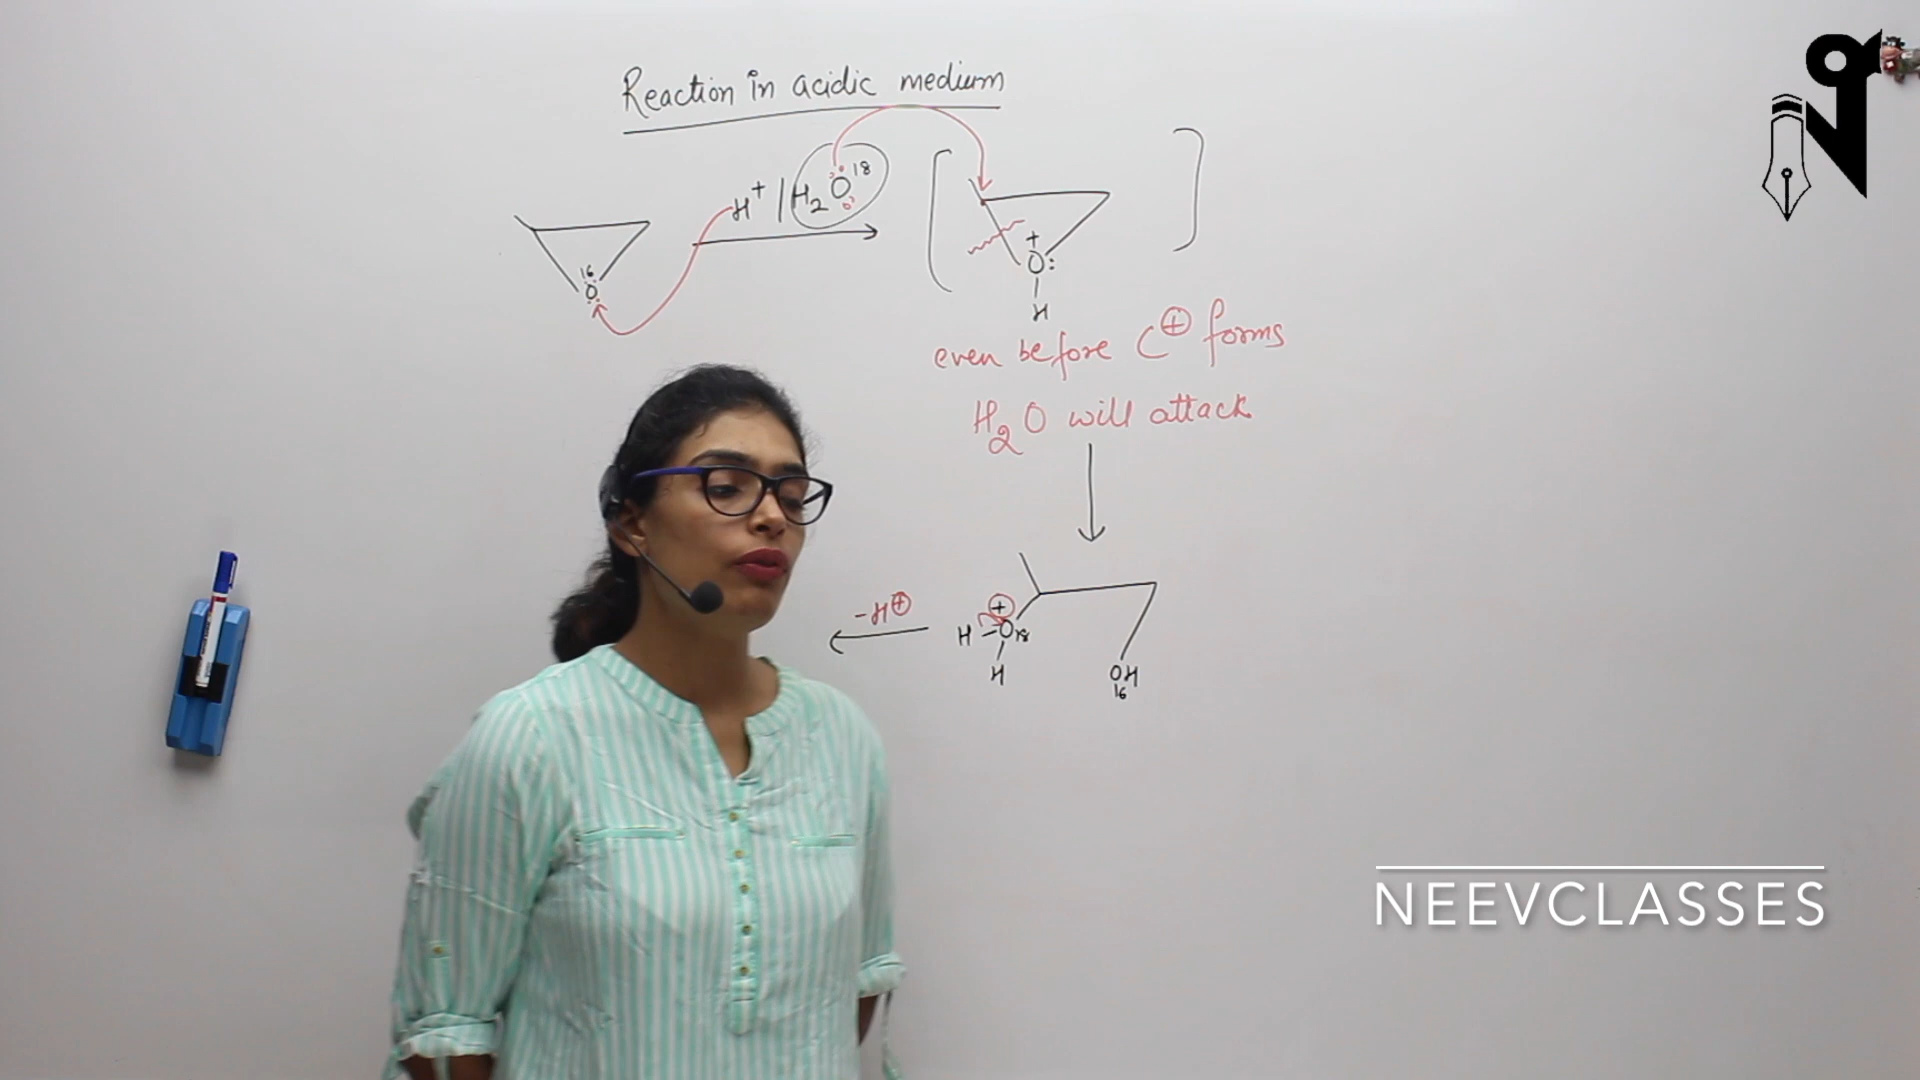 Reaction in acidic medium
H+ / H2O18
16
O
+
O:
H
even before C⊕ forms
H2O will attack
-H⊕
+
H-O18
H
OH
16
NEEVCLASSES